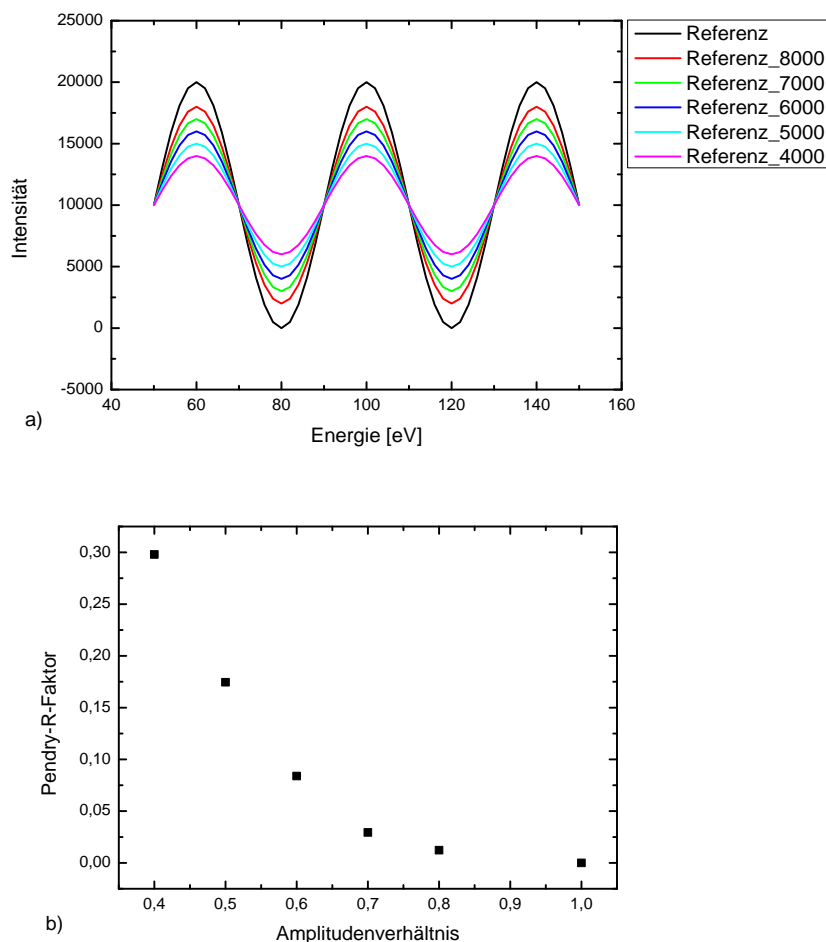 25000
20000
15000
10000
5000
0
-5000
40
60
80
100
120
140
160
Intensität
Energie [eV]
a)
Referenz
Referenz_8000
Referenz_7000
Referenz_6000
Referenz_5000
Referenz_4000
0,30
0,25
0,20
0,15
0,10
0,05
0,00
0,4
0,5
0,6
0,7
0,8
0,9
1,0
Pendry-R-Faktor
Amplitudenverhältnis
b)